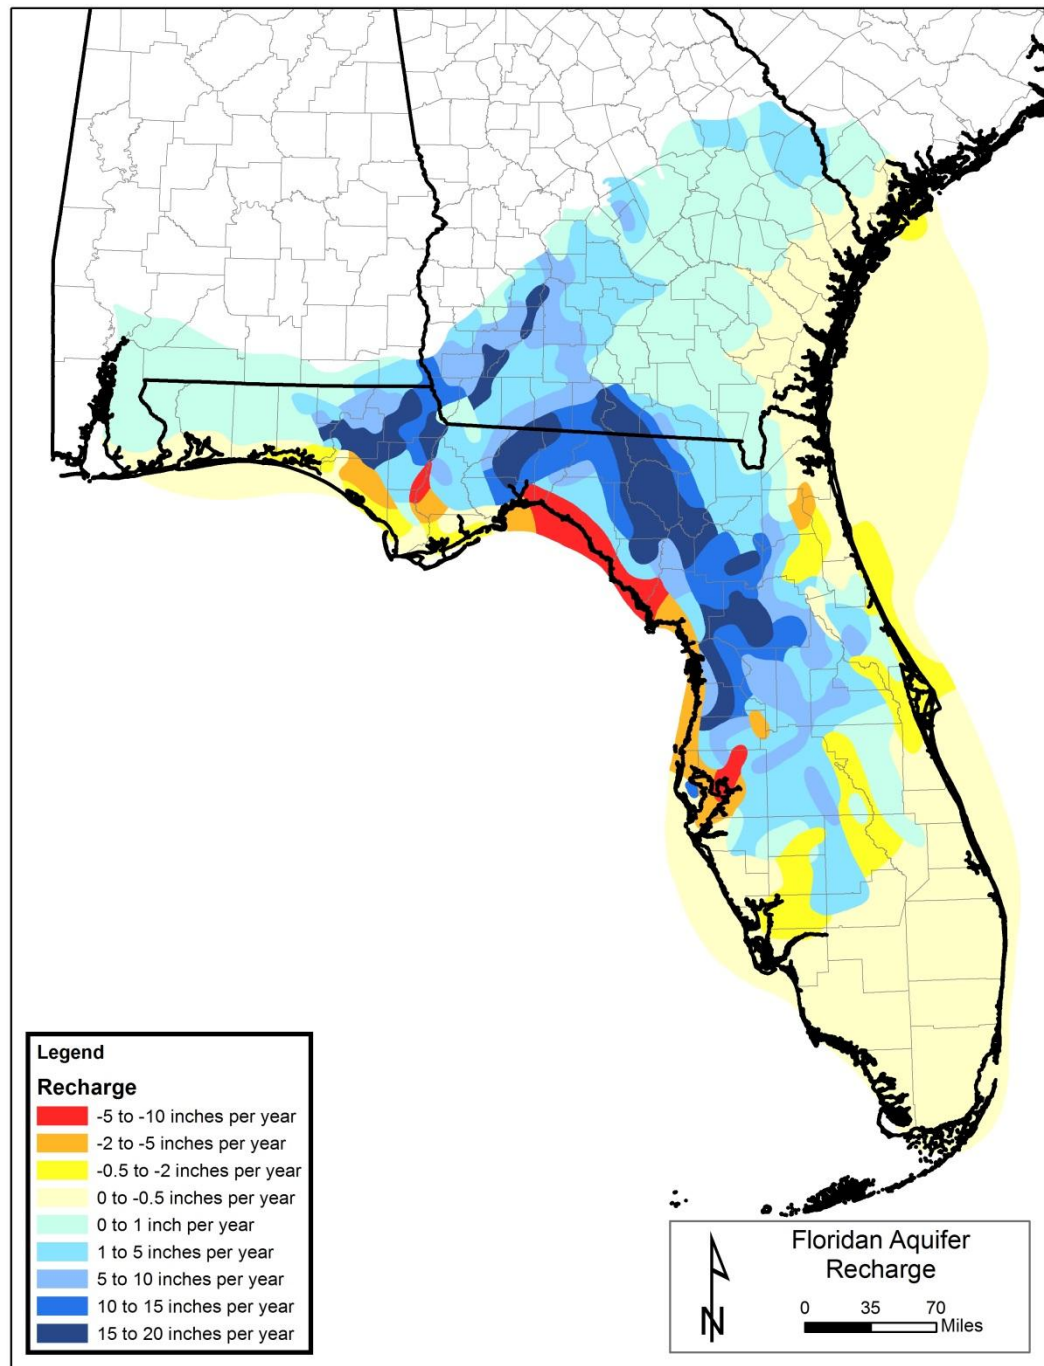 Legend
Recharge
-5 to -10 inches per year
-2 to -5 inches per year
-0.5 to -2 inches per year
0 to -0.5 inches per year
0 to 1 inch per year
1 to 5 inches per year
5 to 10 inches per year
10 to 15 inches per year
15 to 20 inches per year
Floridan Aquifer
Recharge
N
0 35 70
Miles